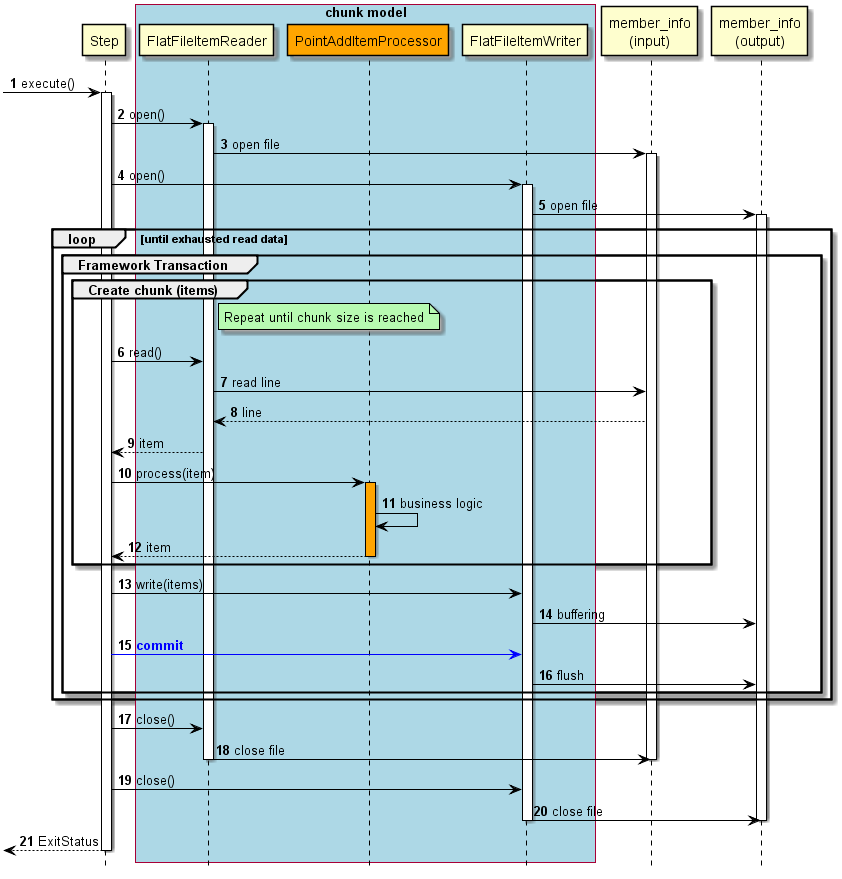 chunk model
Step
FlatFileItemReader
PointAddItemProcessor
FlatFileItemWriter
member_info
(input)
member_info
(output)
1 execute()
2 open()
3 open file
4 open()
5 open file
loop [until exhausted read data]
Framework Transaction
Create chunk (items)
Repeat until chunk size is reached
6 read()
7 read line
8 line
9 item
10 process(item)
11 business logic
12 item
13 write(items)
14 buffering
15 commit
16 flush
17 close()
18 close file
19 close()
20 close file
21 ExitStatus